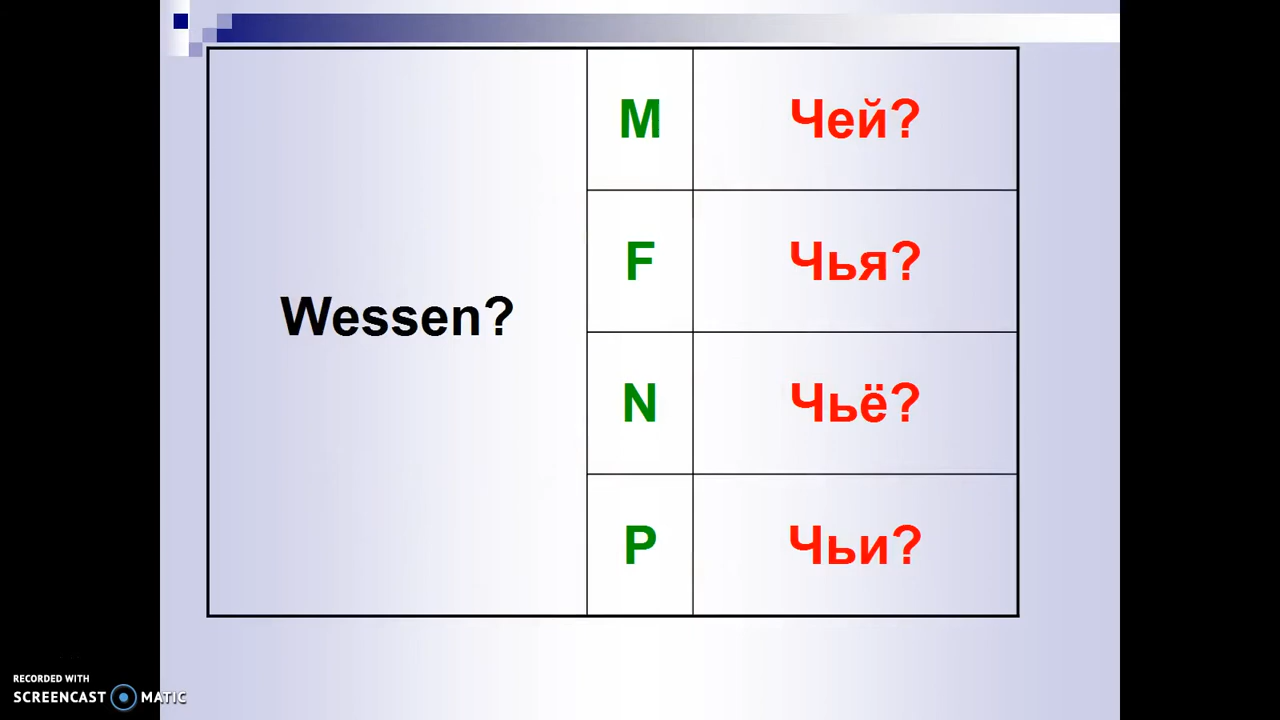 M Чей?
F Чья?
Wessen?
N Чьё?
P Чьи?
RECORDED WITH
SCREENCAST MATIC